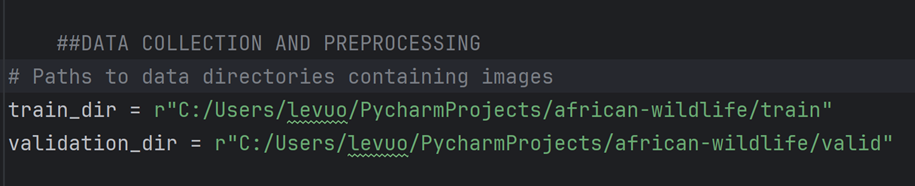 ##DATA COLLECTION AND PREPROCESSING
# Paths to data directories containing images
train_dir = r"C:/Users/levuo/PycharmProjects/african-wildlife/train"
validation_dir = r"C:/Users/levuo/PycharmProjects/african-wildlife/valid"